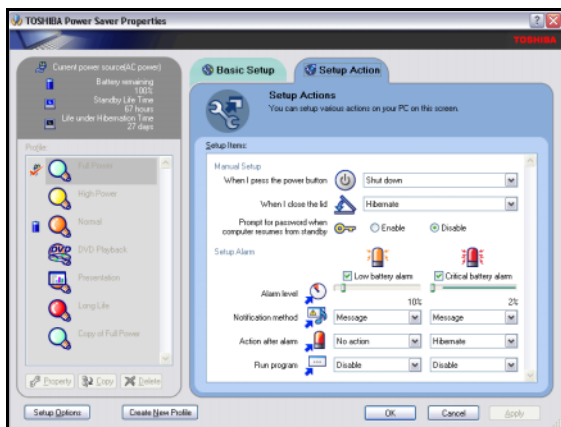 TOSHIBA Power Saver Properties
TOSHIBA
Current power source(AC power)
Battery remaining
100%
Standby Life Time
67 hours
Life under Hibernation Time
27 days
Profile
Full Power
High Power
Normal
DVD Playback
Presentation
Long Life
Copy of Full Power
Property
Copy
Delete
Setup Options
Create New Profile
Basic Setup
Setup Action
Setup Actions
You can setup various actions on your PC on this screen.
Setup Items:
Manual Setup
When I press the power button
Shut down
When I close the lid
Hibernate
Prompt for password when
computer resumes from standby
Enable
Disable
Setup Alarm
Low battery alarm
Critical battery alarm
Alarm level
10%
2%
Notification method
Message
Message
Action after alarm
No action
Hibernate
Run program
Disable
Disable
OK
Cancel
Apply